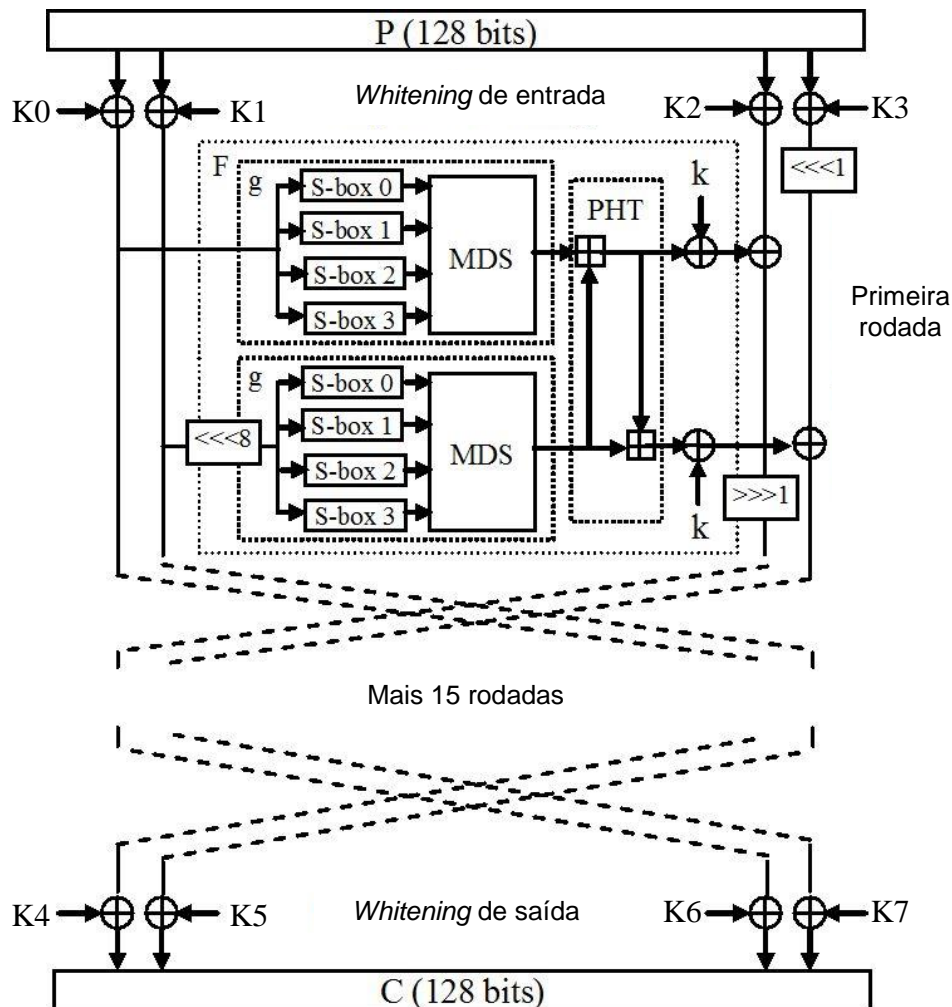 P (128 bits)
K0
K1
Whitening de entrada
K2
K3
<<<1
F
g
S-box 0
S-box 1
S-box 2
S-box 3
MDS
PHT
k
Primeira
rodada
g
<<<8
S-box 0
S-box 1
S-box 2
S-box 3
MDS
k
>>>1
Mais 15 rodadas
K4
K5
Whitening de saída
K6
K7
C (128 bits)